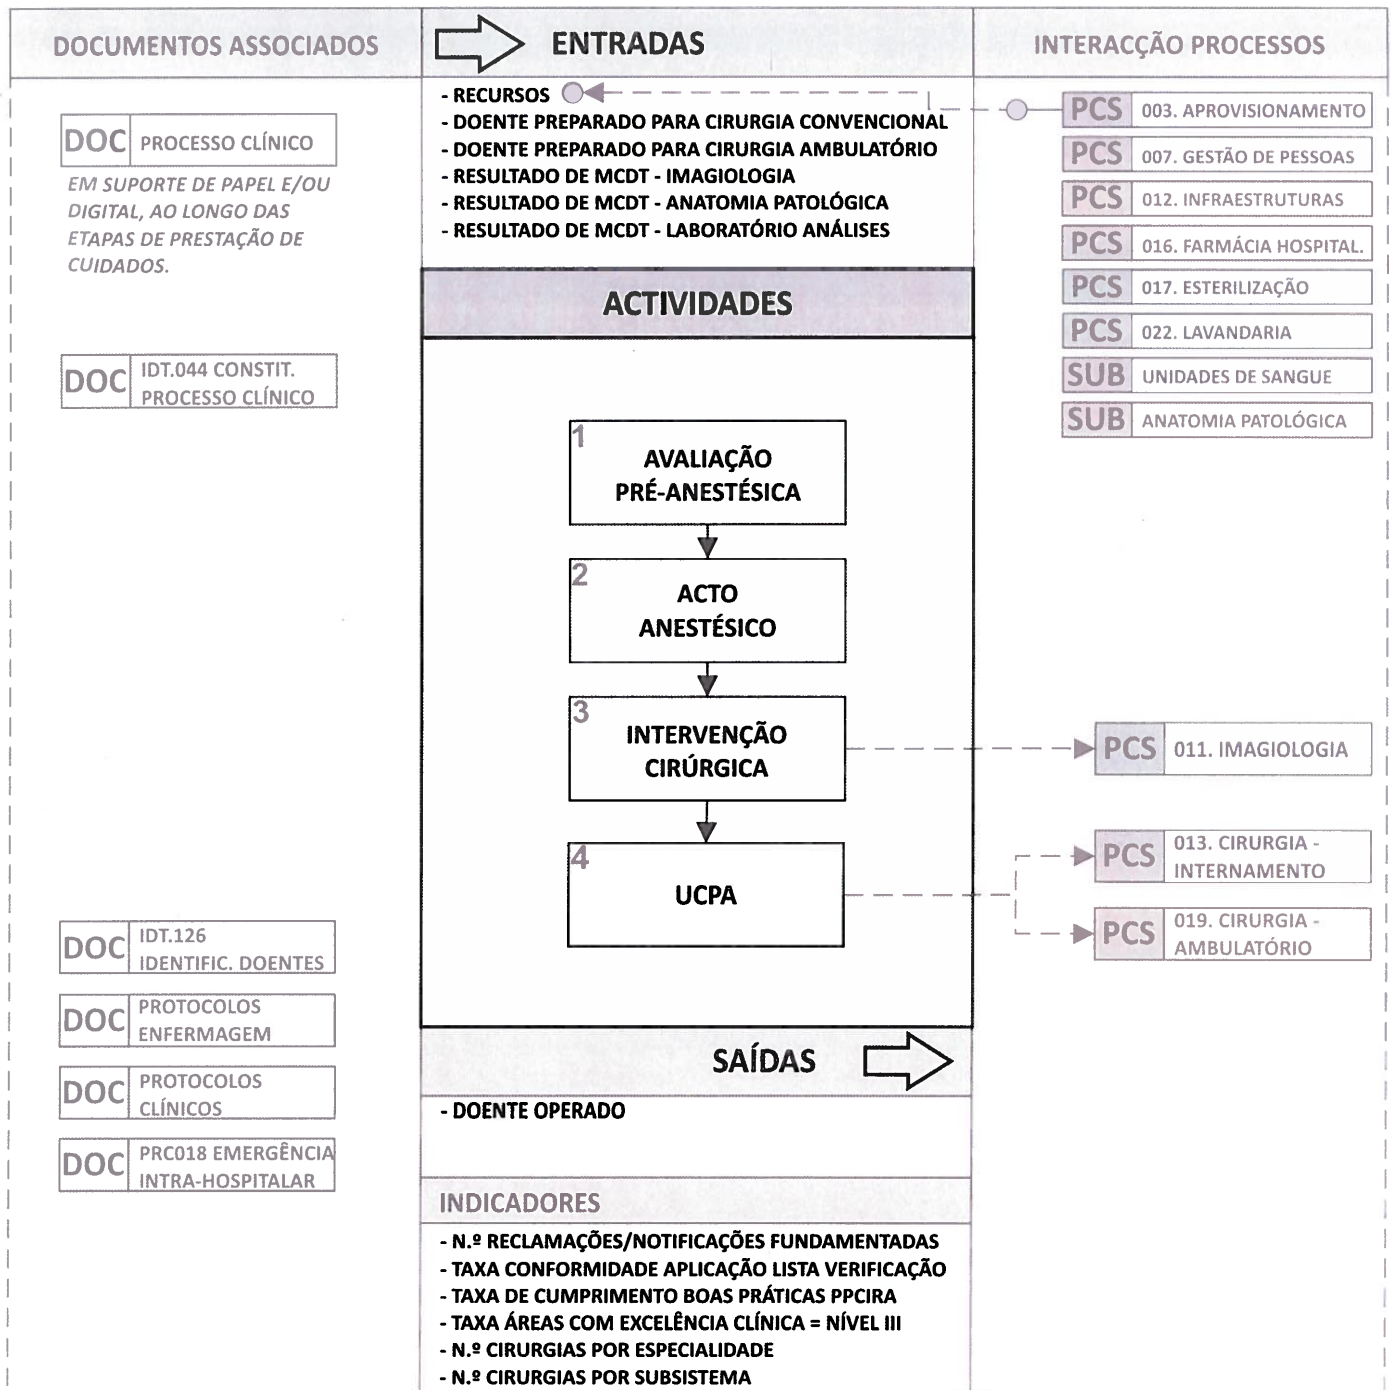 DOCUMENTOS ASSOCIADOS
ENTRADAS
INTERACÇÃO PROCESSOS
DOC PROCESSO CLÍNICO
EM SUPORTE DE PAPEL E/OU
DIGITAL, AO LONGO DAS
ETAPAS DE PRESTAÇÃO DE
CUIDADOS.
DOC IDT.044 CONSTIT.
PROCESSO CLÍNICO
DOC IDT.126
IDENTIFIC. DOENTES
DOC PROTOCOLOS
ENFERMAGEM
DOC PROTOCOLOS
CLÍNICOS
DOC PRC018 EMERGÊNCIA
INTRA-HOSPITALAR
- RECURSOS
- DOENTE PREPARADO PARA CIRURGIA CONVENCIONAL
- DOENTE PREPARADO PARA CIRURGIA AMBULATÓRIO
- RESULTADO DE MCDT - IMAGIOLOGIA
- RESULTADO DE MCDT - ANATOMIA PATOLÓGICA
- RESULTADO DE MCDT - LABORATÓRIO ANÁLISES
ACTIVIDADES
1
AVALIAÇÃO
PRÉ-ANESTÉSICA
2
ACTO
ANESTÉSICO
3
INTERVENÇÃO
CIRÚRGICA
4
UCPA
SAÍDAS
- DOENTE OPERADO
INDICADORES
- N.º RECLAMAÇÕES/NOTIFICAÇÕES FUNDAMENTADAS
- TAXA CONFORMIDADE APLICAÇÃO LISTA VERIFICAÇÃO
- TAXA DE CUMPRIMENTO BOAS PRÁTICAS PPCIRA
- TAXA ÁREAS COM EXCELÊNCIA CLÍNICA = NÍVEL III
- N.º CIRURGIAS POR ESPECIALIDADE
- N.º CIRURGIAS POR SUBSISTEMA
PCS 003. APROVISIONAMENTO
PCS 007. GESTÃO DE PESSOAS
PCS 012. INFRAESTRUTURAS
PCS 016. FARMÁCIA HOSPITAL.
PCS 017. ESTERILIZAÇÃO
PCS 022. LAVANDARIA
SUB UNIDADES DE SANGUE
SUB ANATOMIA PATOLÓGICA
PCS 011. IMAGIOLOGIA
PCS 013. CIRURGIA -
INTERNAMENTO
PCS 019. CIRURGIA -
AMBULATÓRIO